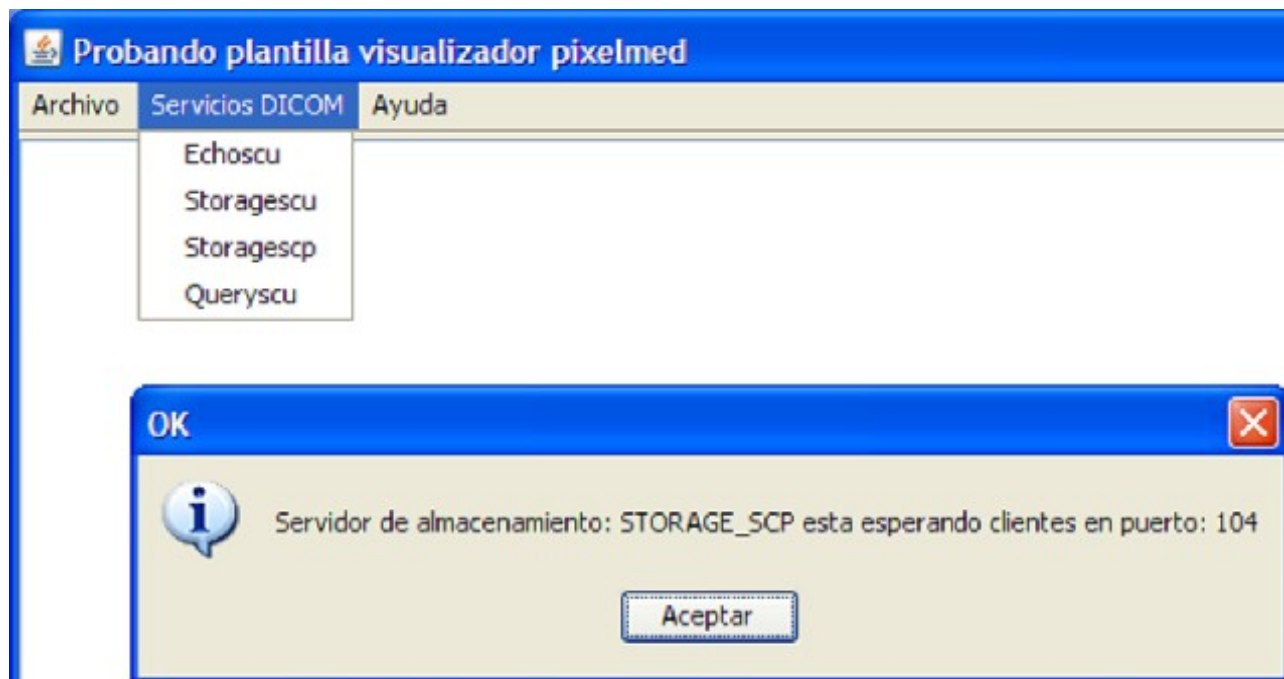 Probando plantilla visualizador pixelmed
Archivo Servicios DICOM Ayuda
Echoscu
Storagescu
Storagescp
Queryscu
OK
Servidor de almacenamiento: STORAGE_SCP esta esperando clientes en puerto: 104
Aceptar